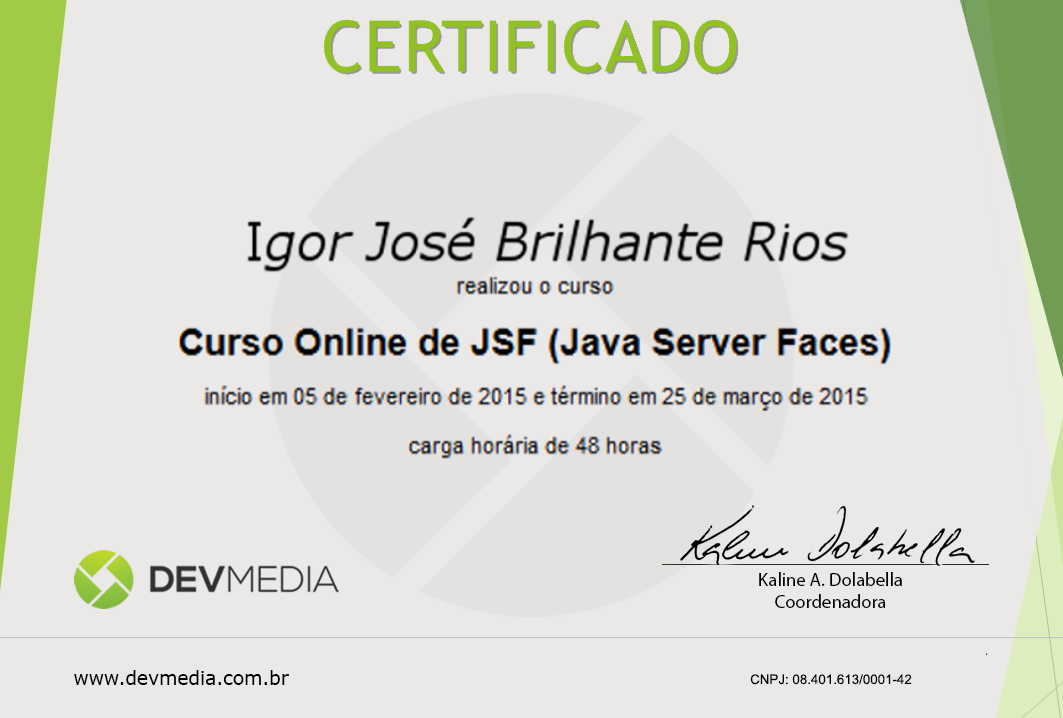 CERTIFICADO
Igor José Brilhante Rios
realizou o curso
Curso Online de JSF (Java Server Faces)
início em 05 de fevereiro de 2015 e término em 25 de março de 2015
carga horária de 48 horas
Kaline Dolabella
DEVMEDIA
Kaline A. Dolabella
Coordenadora
www.devmedia.com.br
CNPJ: 08.401.613/0001-42